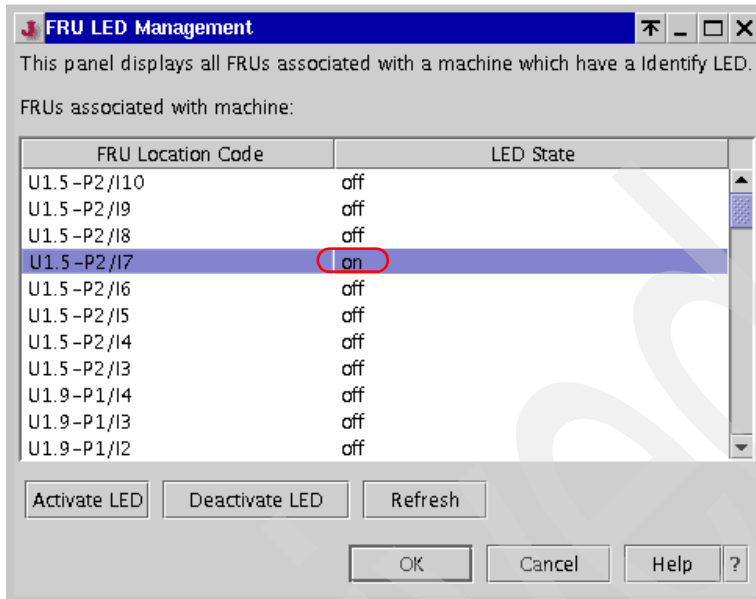 FRU LED Management
This panel displays all FRUs associated with a machine which have a Identify LED.
FRUs associated with machine:
FRU Location Code LED State
U1.5-P2/I10 off
U1.5-P2/I9 off
U1.5-P2/I8 off
U1.5-P2/I7 on
U1.5-P2/I6 off
U1.5-P2/I5 off
U1.5-P2/I4 off
U1.5-P2/I3 off
U1.9-P1/I4 off
U1.9-P1/I3 off
U1.9-P1/I2 off
Activate LED Deactivate LED Refresh
OK Cancel Help ?